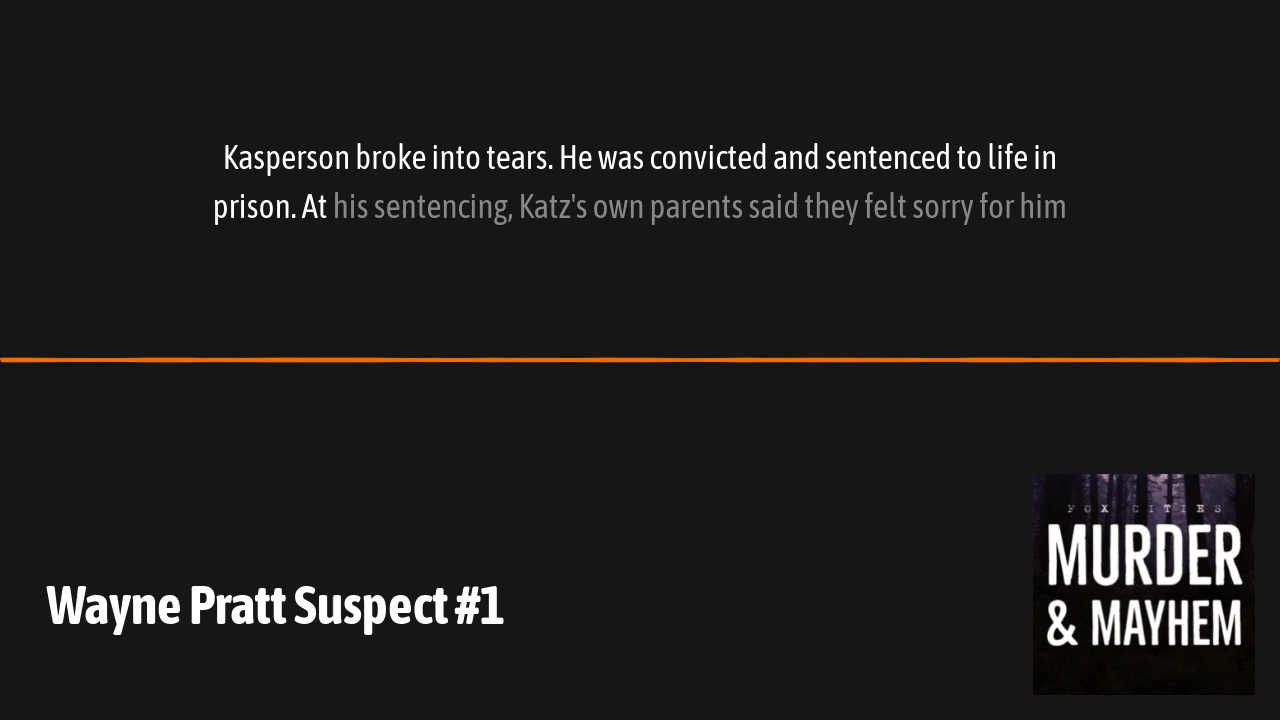 Kasperson broke into tears. He was convicted and sentenced to life in
prison. At his sentencing, Katz's own parents said they felt sorry for him
Wayne Pratt Suspect #1
FOX CITIES
MURDER
& MAYHEM